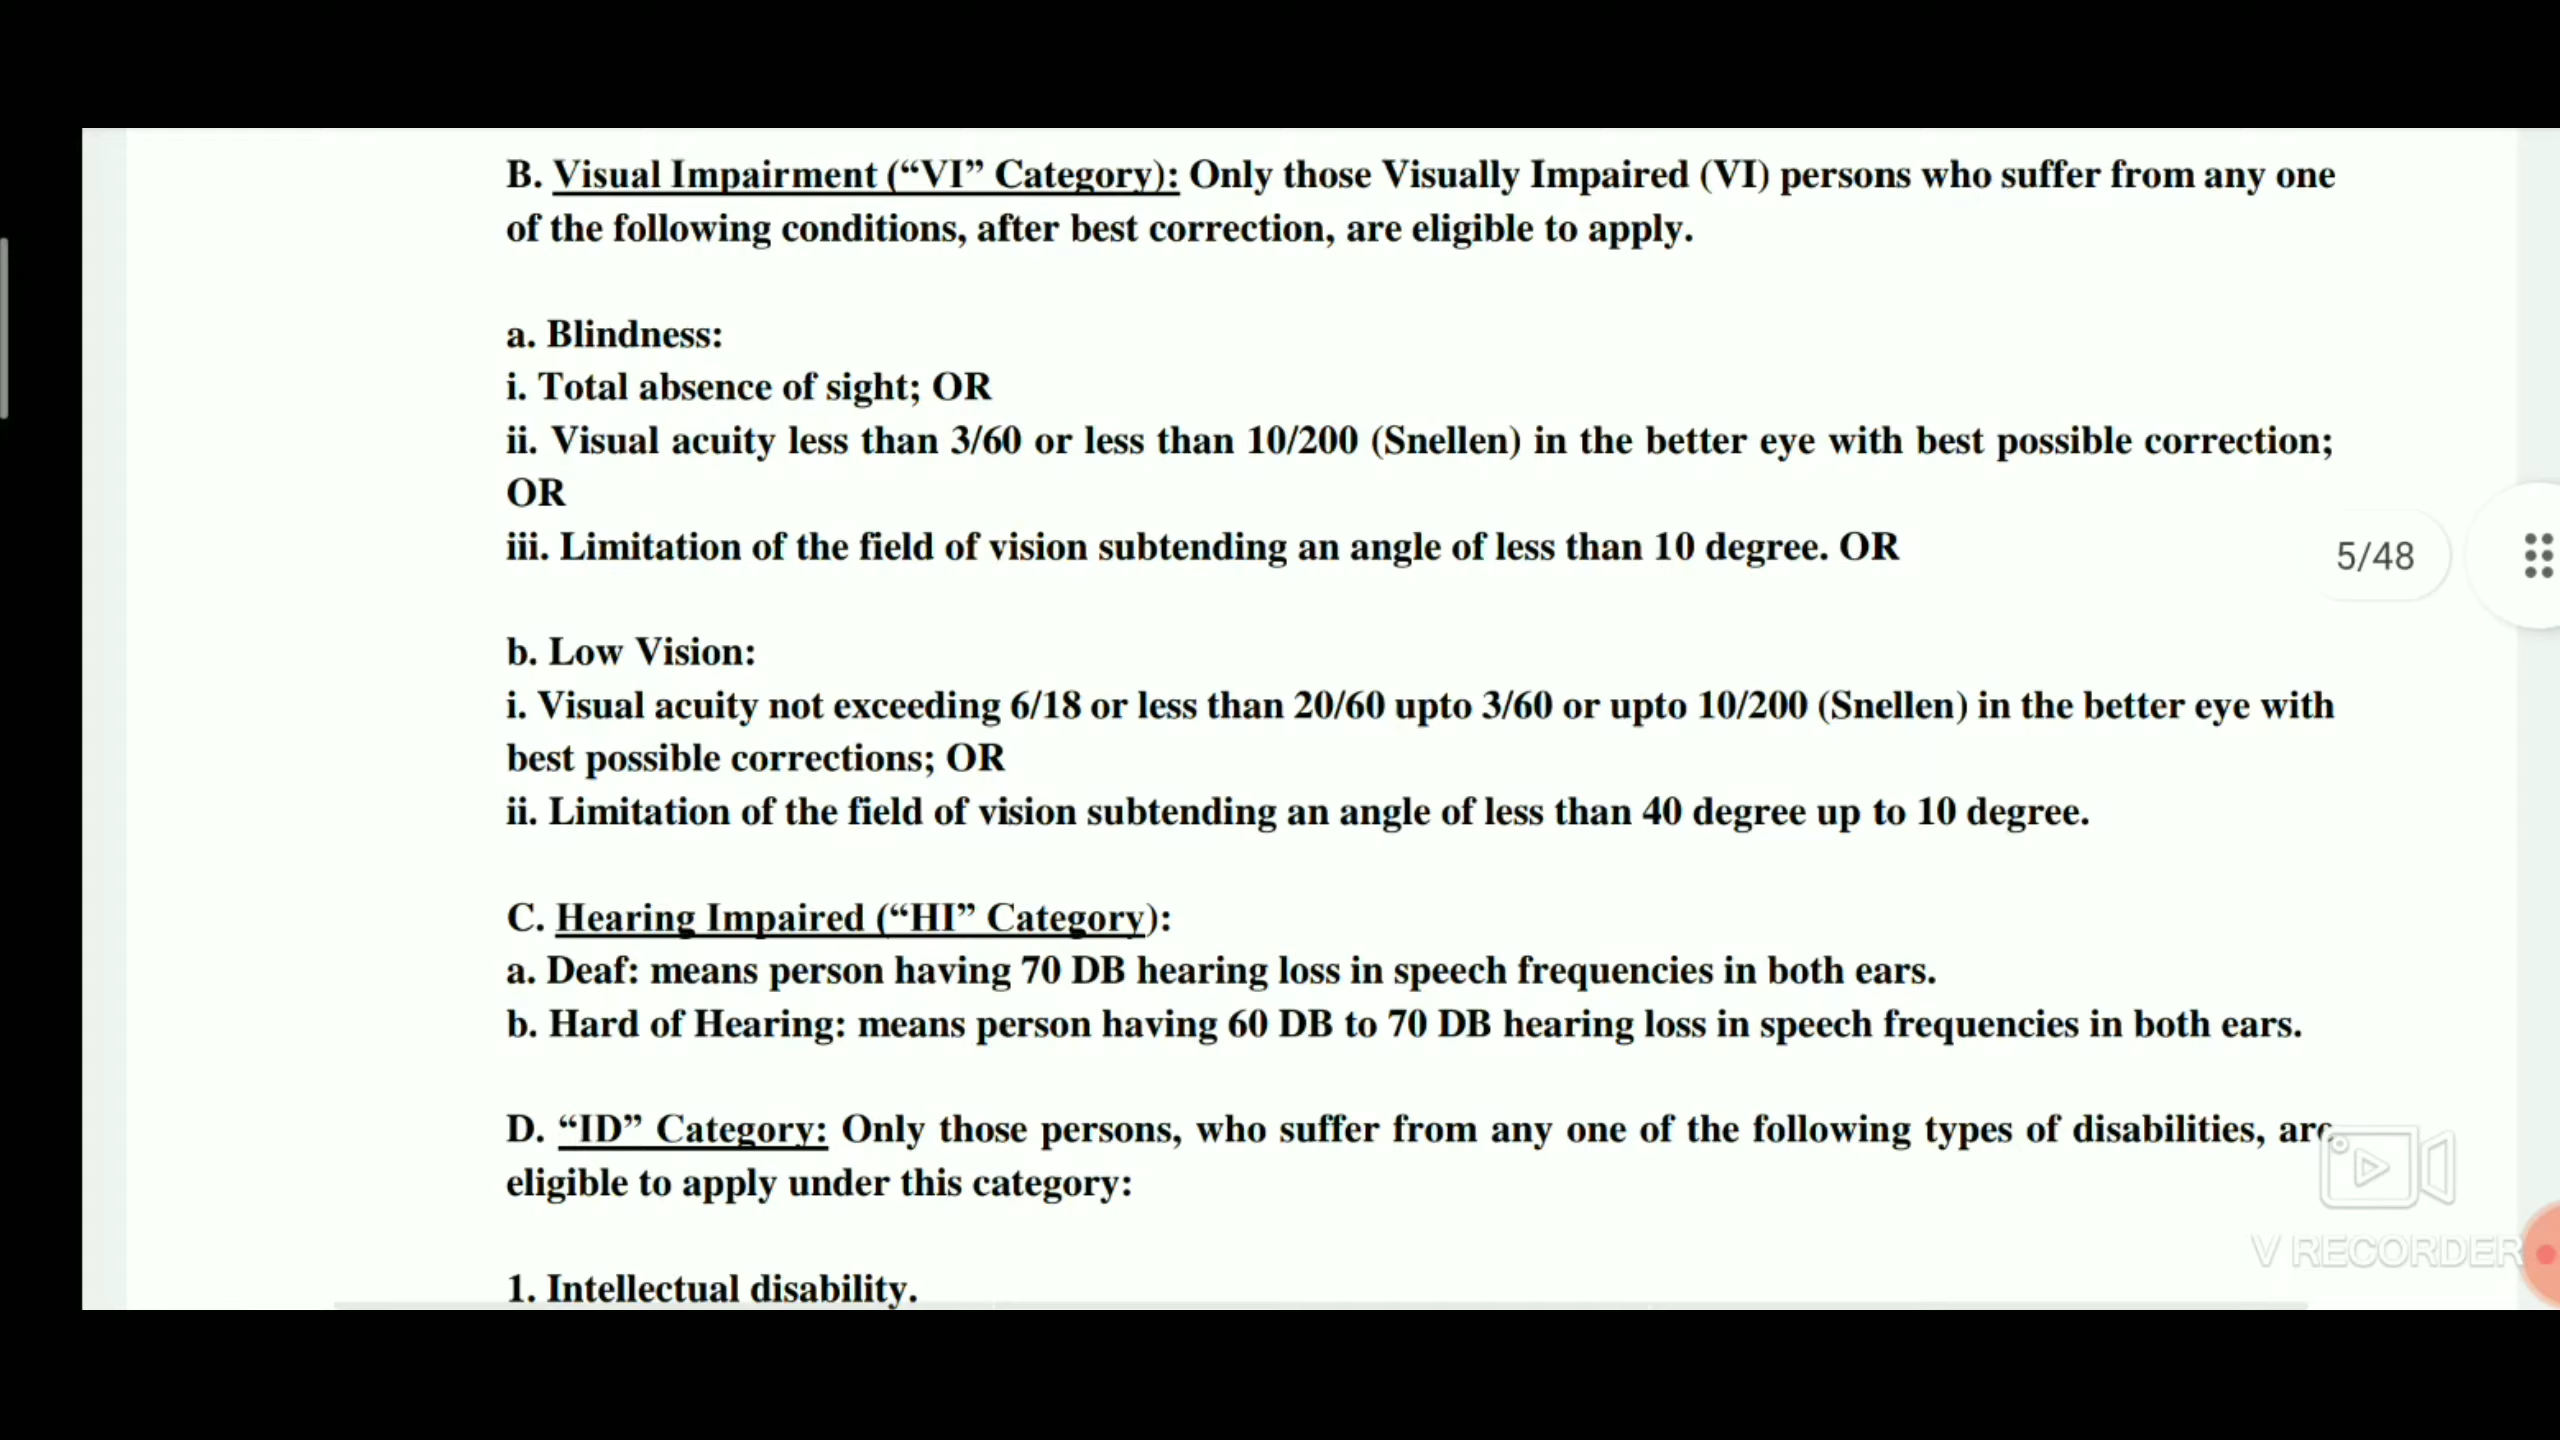 B. Visual Impairment (“VI” Category): Only those Visually Impaired (VI) persons who suffer from any one
of the following conditions, after best correction, are eligible to apply.
a. Blindness:
i. Total absence of sight; OR
ii. Visual acuity less than 3/60 or less than 10/200 (Snellen) in the better eye with best possible correction;
OR
iii. Limitation of the field of vision subtending an angle of less than 10 degree. OR
5/48
b. Low Vision:
i. Visual acuity not exceeding 6/18 or less than 20/60 upto 3/60 or upto 10/200 (Snellen) in the better eye with
best possible corrections; OR
ii. Limitation of the field of vision subtending an angle of less than 40 degree up to 10 degree.
C. Hearing Impaired (“HI” Category):
a. Deaf: means person having 70 DB hearing loss in speech frequencies in both ears.
b. Hard of Hearing: means person having 60 DB to 70 DB hearing loss in speech frequencies in both ears.
D. “ID” Category: Only those persons, who suffer from any one of the following types of disabilities, are
eligible to apply under this category:
V RECORDER
1. Intellectual disability.